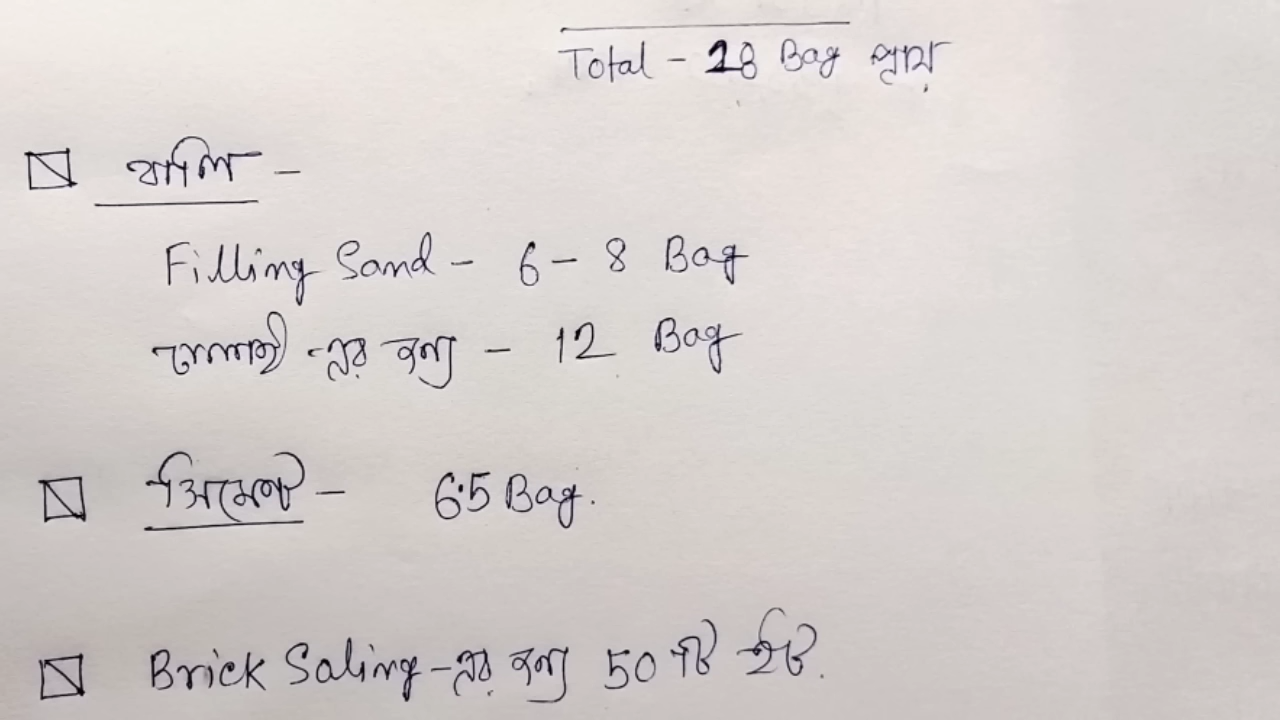 Total - 28 Bag প্রায়
বালি -
Filling Sand - 6 - 8 Bag
ঢালাই -এর জন্য - 12 Bag
সিমেন্ট - 6.5 Bag.
Brick Saling -এর জন্য 50 টি ইট.